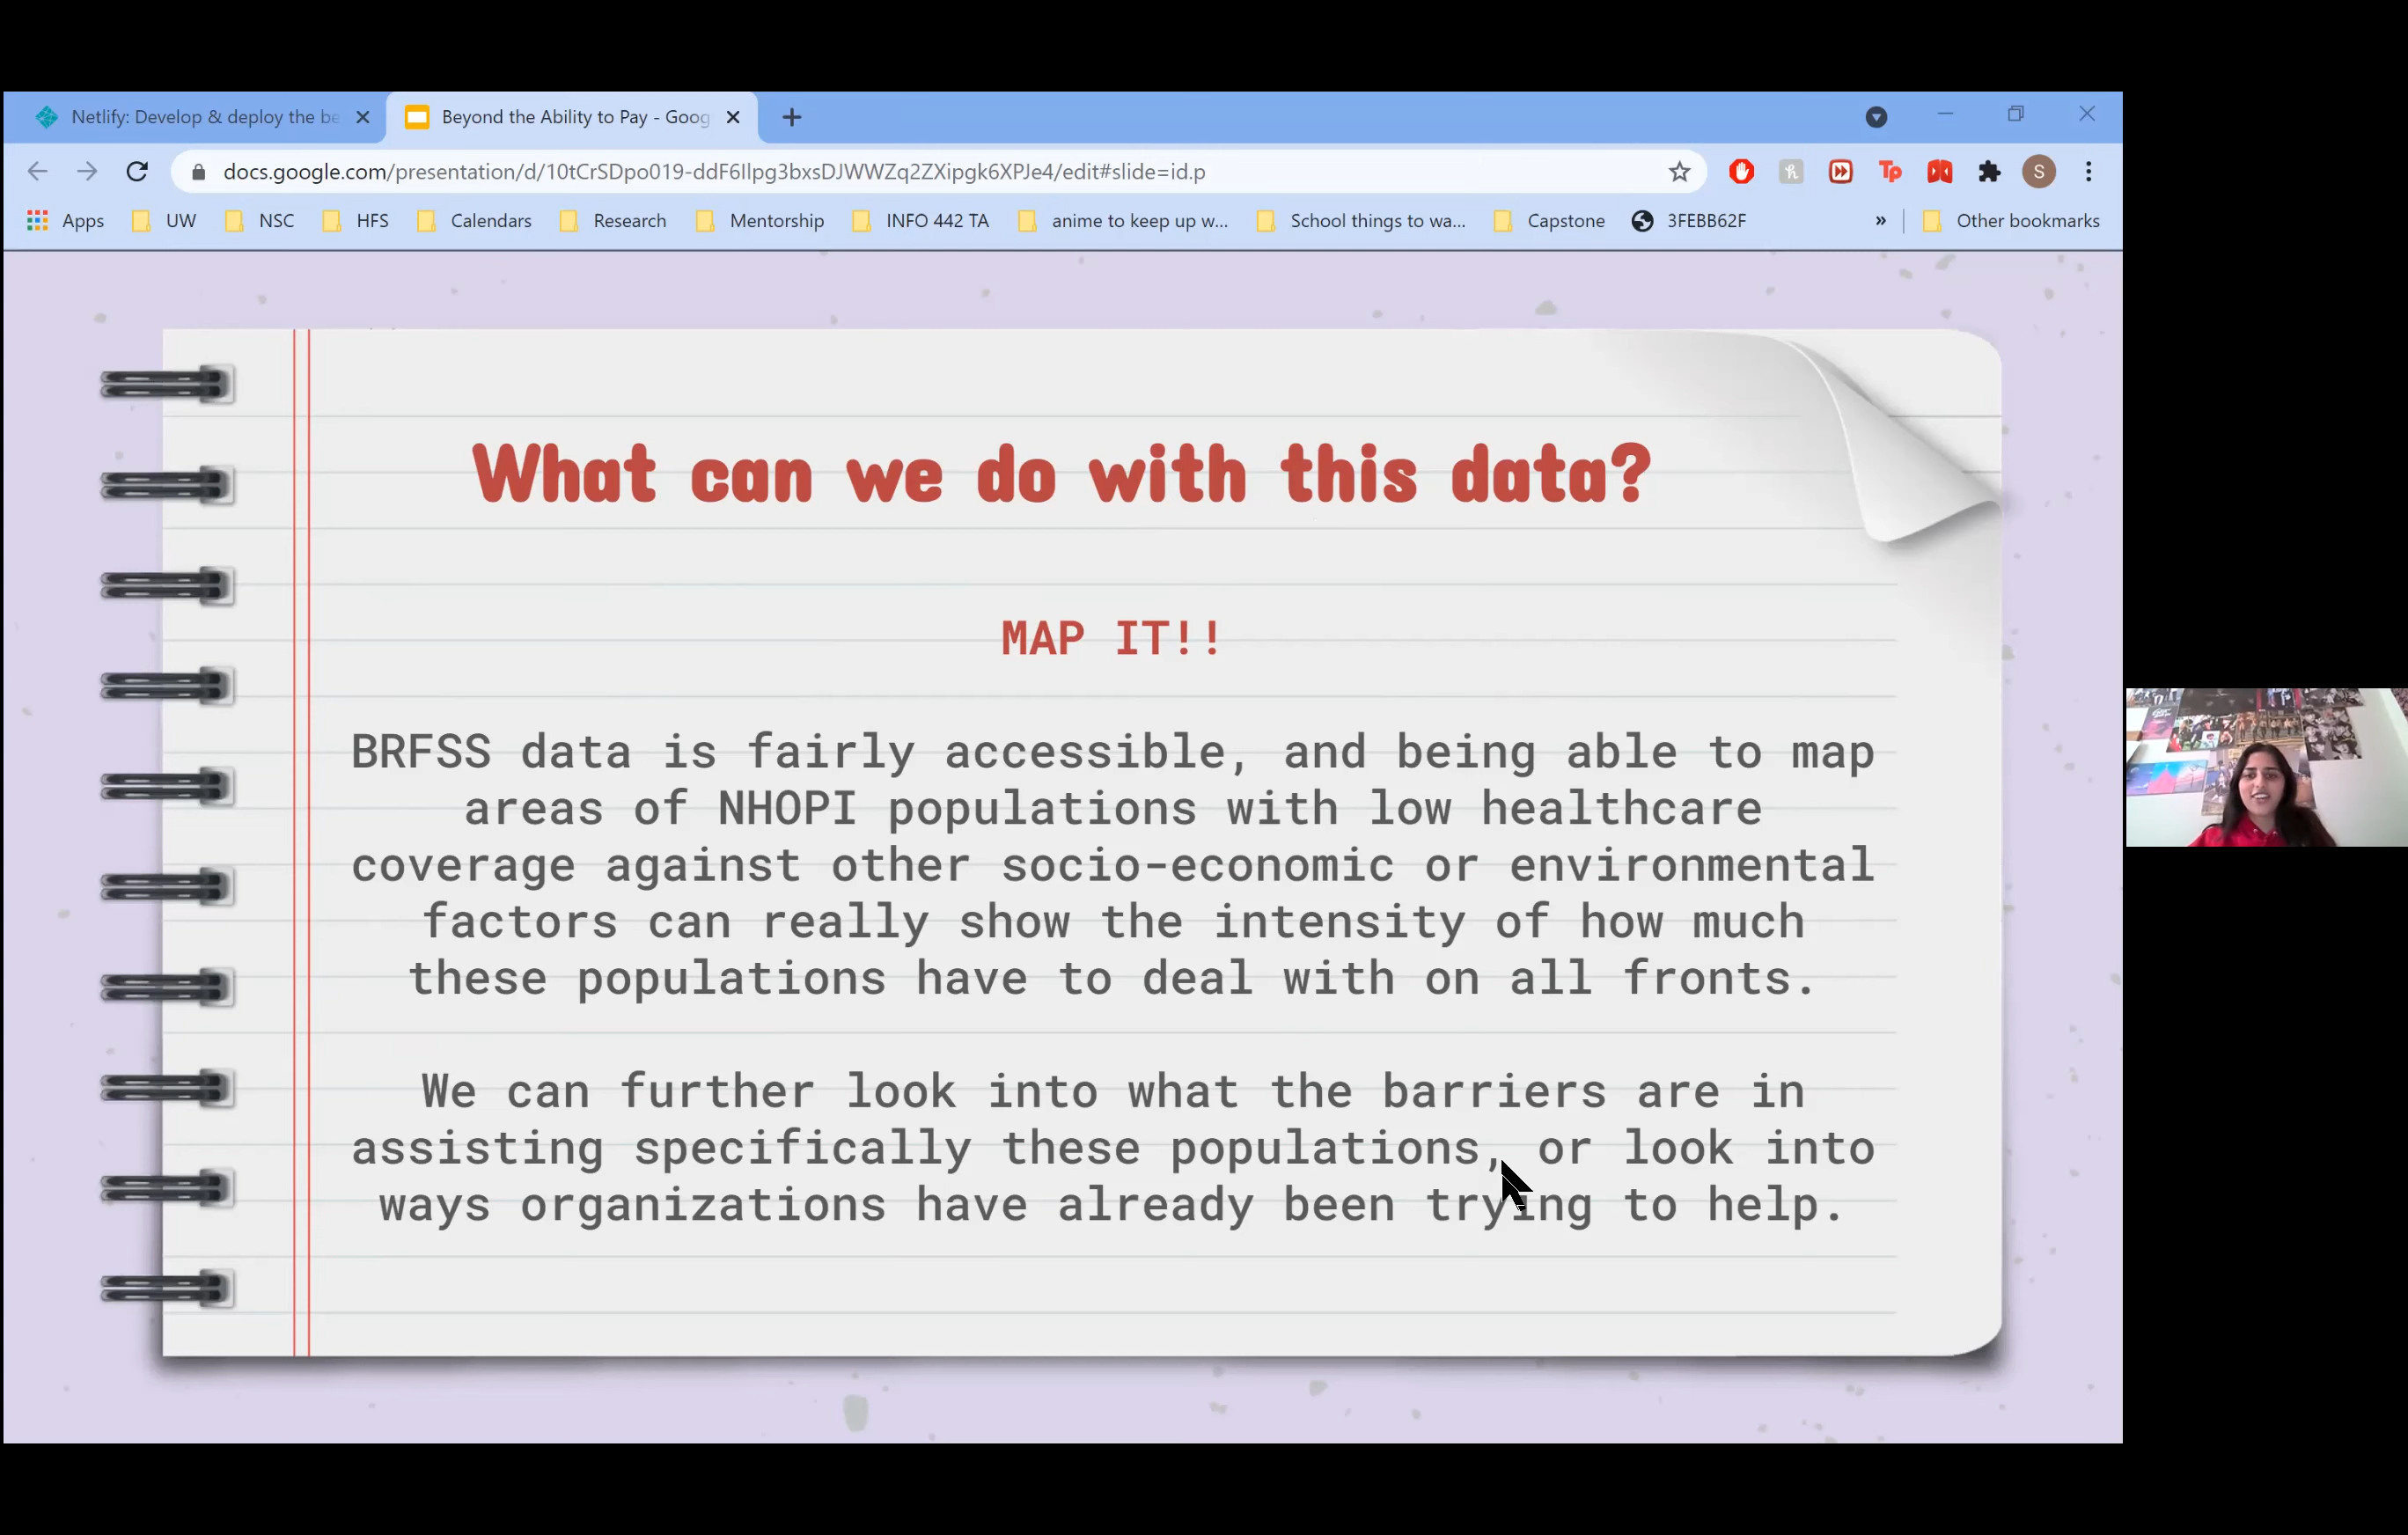 Netlify: Develop & deploy the be
Beyond the Ability to Pay - Goog
docs.google.com/presentation/d/10tCrSDpo019-ddF6llpg3bxsDJWWZq2ZXipgk6XPJe4/edit#slide=id.p
Tp
S
Apps UW NSC HFS Calendars Research Mentorship INFO 442 TA anime to keep up w... School things to wa... Capstone 3FEBB62F » Other bookmarks
What can we do with this data?
MAP IT!!
BRFSS data is fairly accessible, and being able to map
areas of NHOPI populations with low healthcare
coverage against other socio-economic or environmental
factors can really show the intensity of how much
these populations have to deal with on all fronts.
We can further look into what the barriers are in
assisting specifically these populations, or look into
ways organizations have already been trying to help.